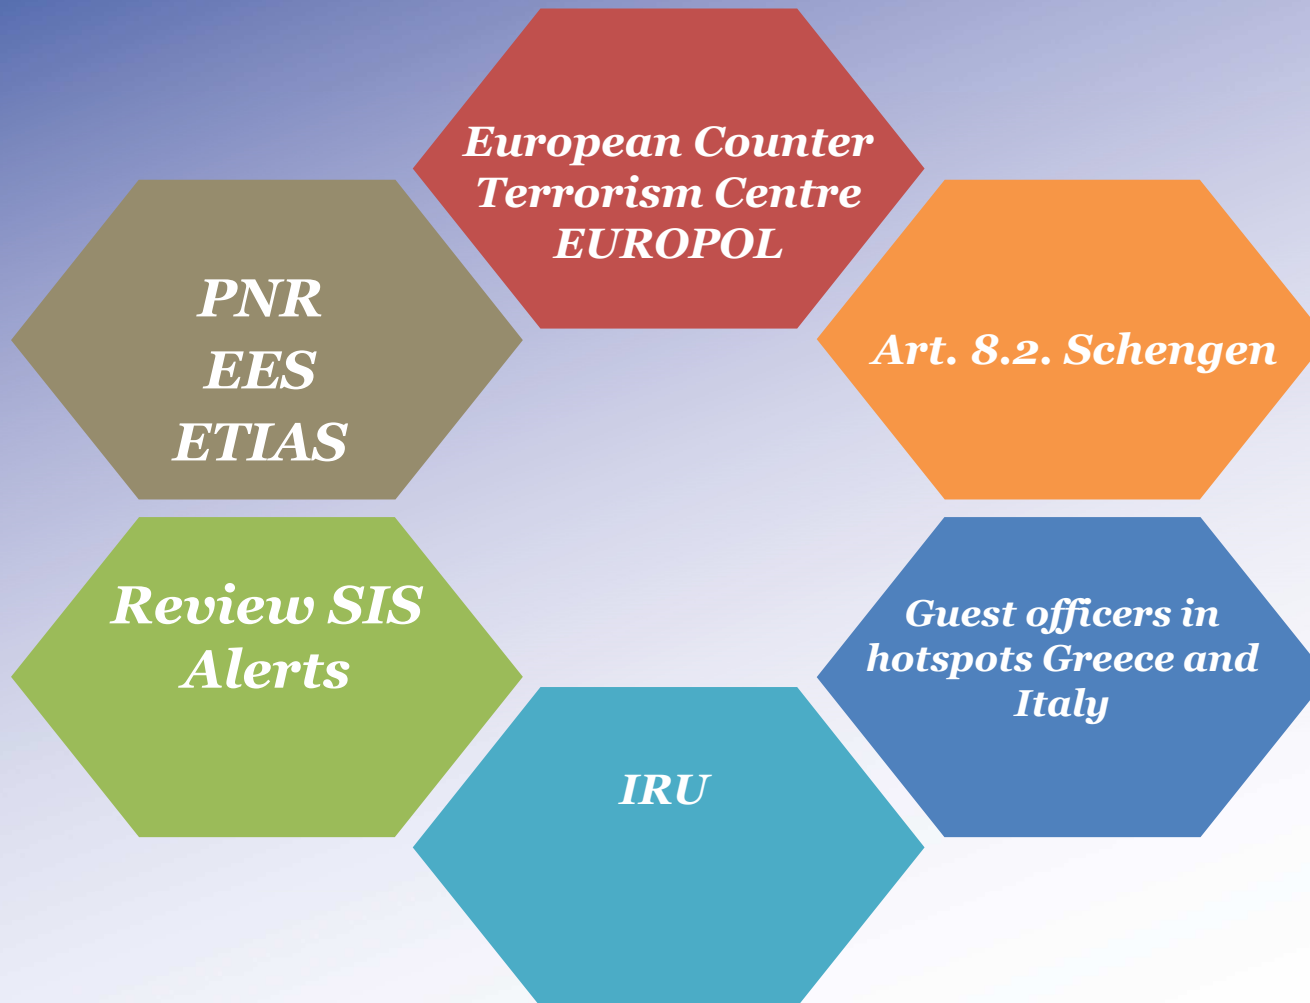 European Counter
Terrorism Centre
EUROPOL
PNR
EES
ETIAS
Art. 8.2. Schengen
Review SIS
Alerts
Guest officers in
hotspots Greece and
Italy
IRU